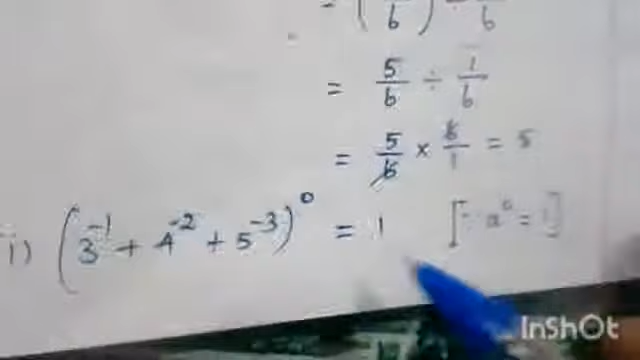 = 5/6 ÷ 1/6
= 5/6 × 6/1 = 5
i) (3⁻¹ + 4⁻² + 5⁻³)⁰ = 1 [∵ a⁰ = 1]
InShOt